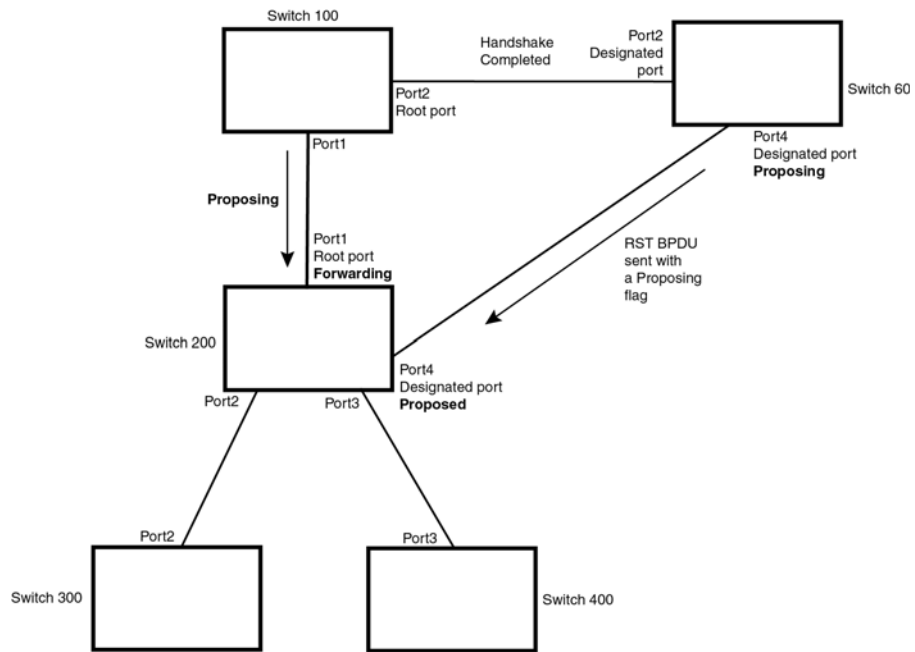 Switch 100
Port2
Designated
port
Handshake
Completed
Switch 60
Port2
Root port
Port1
Port4
Designated port
Proposing
Proposing
RST BPDU
sent with
a Proposing
flag
Port1
Root port
Forwarding
Switch 200
Port4
Designated port
Proposed
Port2
Port3
Port2
Port3
Switch 300
Switch 400